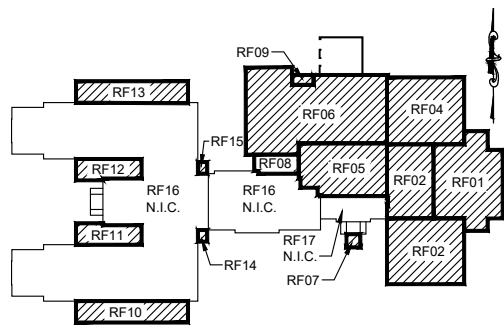 RF09
RF13
RF04
RF06
RF15
RF12
RF16
N.I.C.
RF08
RF16
N.I.C.
RF05
RF02
RF01
RF11
RF14
RF17
N.I.C.
RF07
RF02
RF10